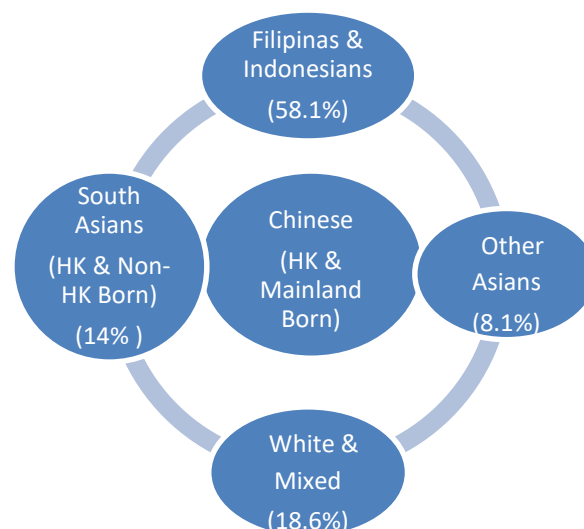 Filipinas &
Indonesians
(58.1%)
South
Asians
(HK & Non-
HK Born)
(14% )
Chinese
(HK &
Mainland
Born)
Other
Asians
(8.1%)
White &
Mixed
(18.6%)